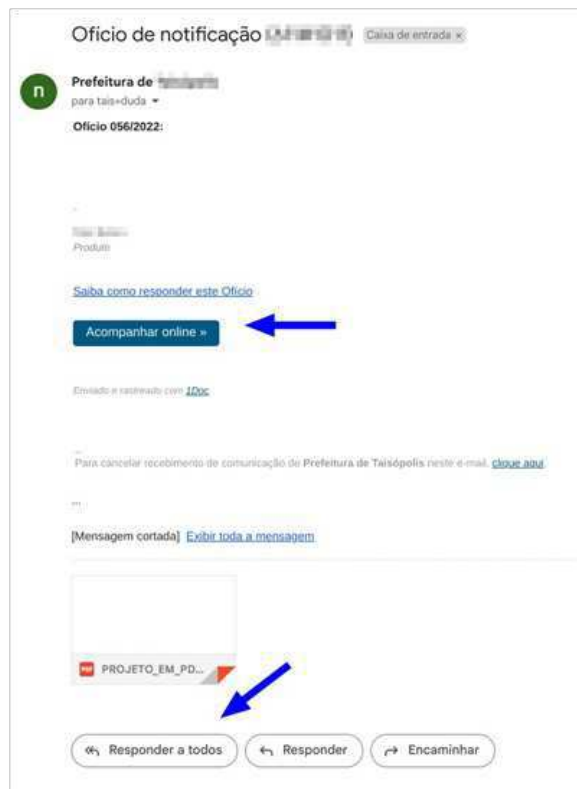 Ofício de notificação
Caixa de entrada ×
n
Prefeitura de
para tais+duda
Ofício 056/2022:
Produto
Saiba como responder este Ofício
Acompanhar online »
Enviado e rastreado com 1Doc
--
Para cancelar recebimento de comunicação de Prefeitura de Taisópolis neste e-mail, clique aqui.
...
[Mensagem cortada] Exibir toda a mensagem
PDF PROJETO_EM_PD...
Responder a todos
Responder
Encaminhar